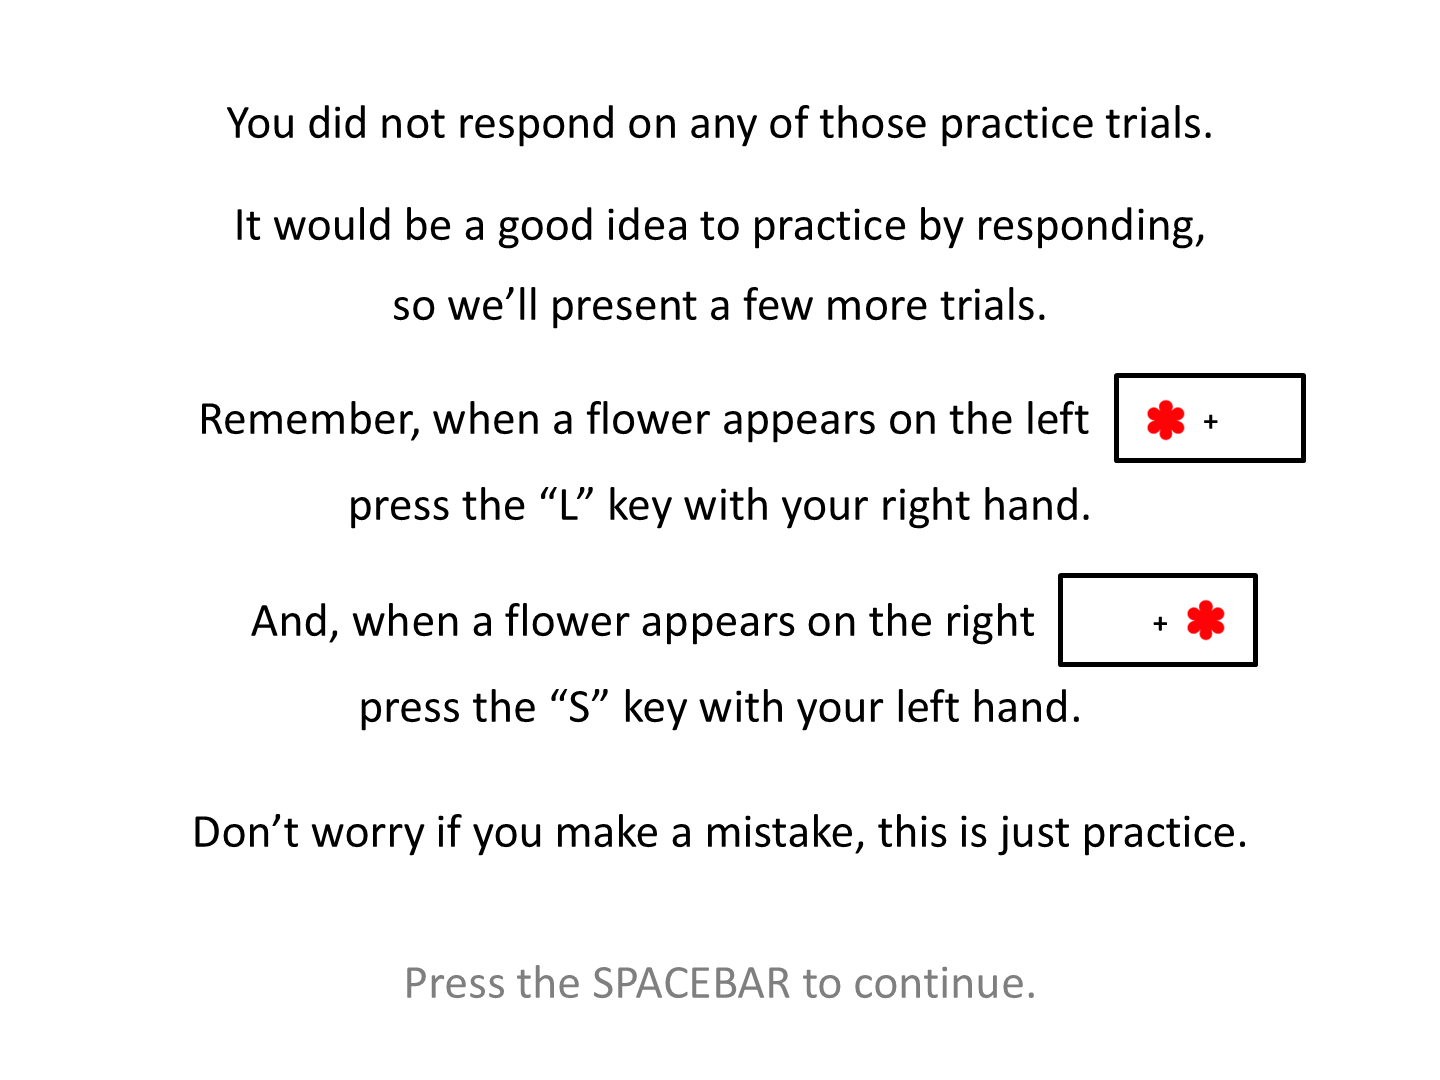 You did not respond on any of those practice trials.
It would be a good idea to practice by responding,
so we’ll present a few more trials.
Remember, when a flower appears on the left +
press the “L” key with your right hand.
And, when a flower appears on the right +
press the “S” key with your left hand.
Don’t worry if you make a mistake, this is just practice.
Press the SPACEBAR to continue.